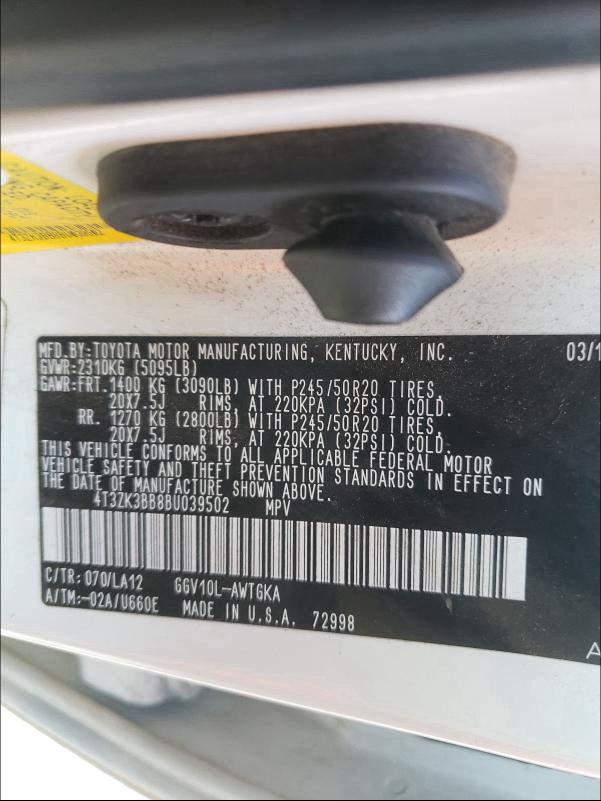 MFD.BY:TOYOTA MOTOR MANUFACTURING, KENTUCKY, INC. 03/1
GVWR:2310KG (5095LB)
GAWR:FRT. 1400 KG (3090LB) WITH P245/50R20 TIRES,
20X7.5J RIMS, AT 220KPA (32PSI) COLD.
RR. 1270 KG (2800LB) WITH P245/50R20 TIRES,
20X7.5J RIMS, AT 220KPA (32PSI) COLD.
THIS VEHICLE CONFORMS TO ALL APPLICABLE FEDERAL MOTOR
VEHICLE SAFETY AND THEFT PREVENTION STANDARDS IN EFFECT ON
THE DATE OF MANUFACTURE SHOWN ABOVE.
4T3ZK3BB8BU039502 MPV
C/TR: 070/LA12 GGV10L-AWTGKA
A/TM:-02A/U660E MADE IN U.S.A. 72998
A